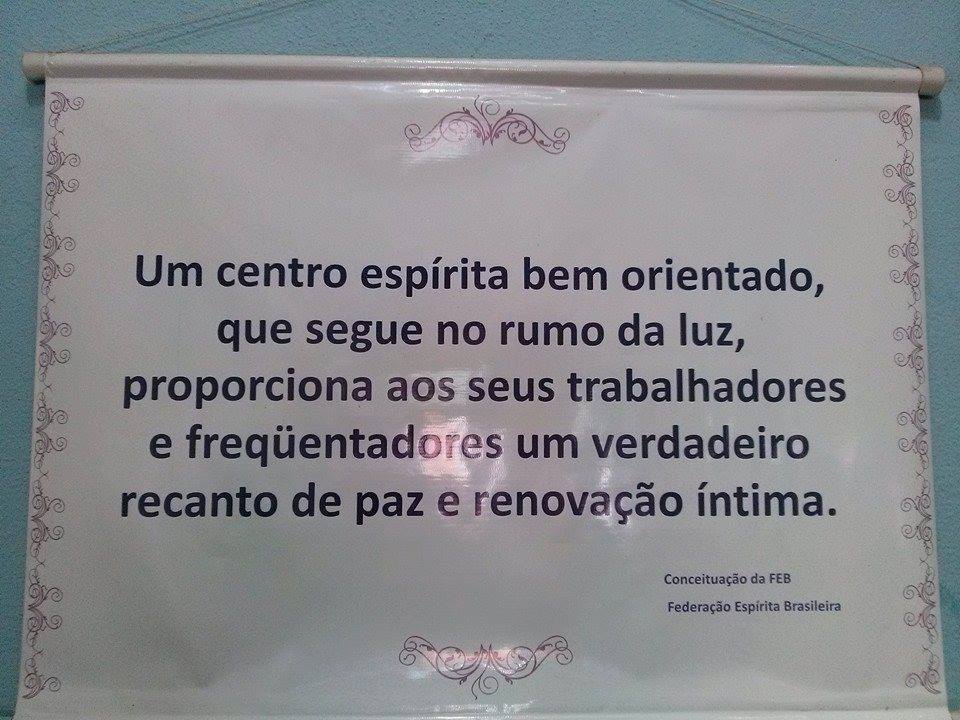 Um centro espírita bem orientado,
que segue no rumo da luz,
proporciona aos seus trabalhadores
e freqüentadores um verdadeiro
recanto de paz e renovação íntima.
Conceituação da FEB
Federação Espírita Brasileira